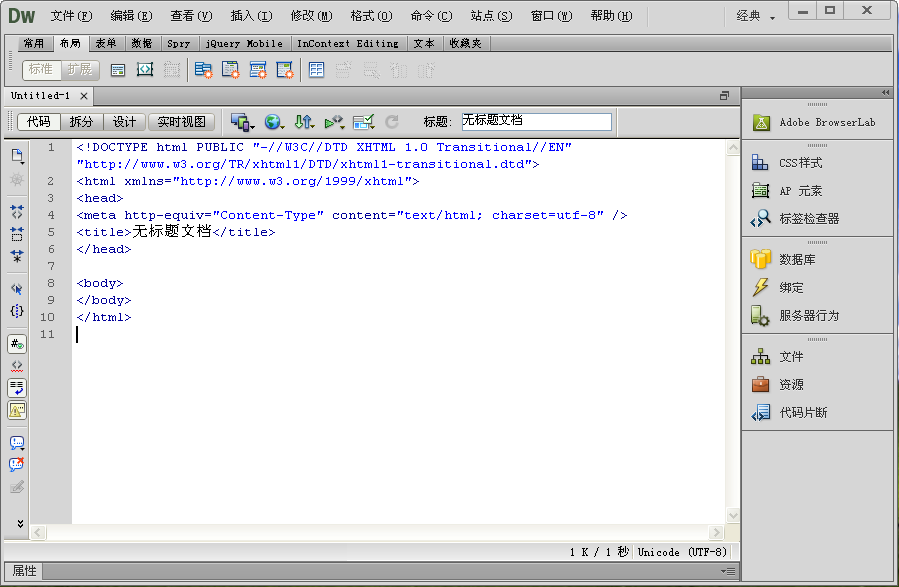 Dw 文件(F) 编辑(E) 查看(V) 插入(I) 修改(M) 格式(O) 命令(C) 站点(S) 窗口(W) 帮助(H) 经典
常用 布局 表单 数据 Spry jQuery Mobile InContext Editing 文本 收藏夹
标准 扩展
Untitled-1
代码 拆分 设计 实时视图 标题: 无标题文档
1 <!DOCTYPE html PUBLIC "-//W3C//DTD XHTML 1.0 Transitional//EN"
"http://www.w3.org/TR/xhtml1/DTD/xhtml1-transitional.dtd">
2 <html xmlns="http://www.w3.org/1999/xhtml">
3 <head>
4 <meta http-equiv="Content-Type" content="text/html; charset=utf-8" />
5 <title>无标题文档</title>
6 </head>
7
8 <body>
9 </body>
10 </html>
11
Adobe BrowserLab
CSS样式
AP 元素
标签检查器
数据库
绑定
服务器行为
文件
资源
代码片断
1 K / 1 秒 Unicode (UTF-8)
属性